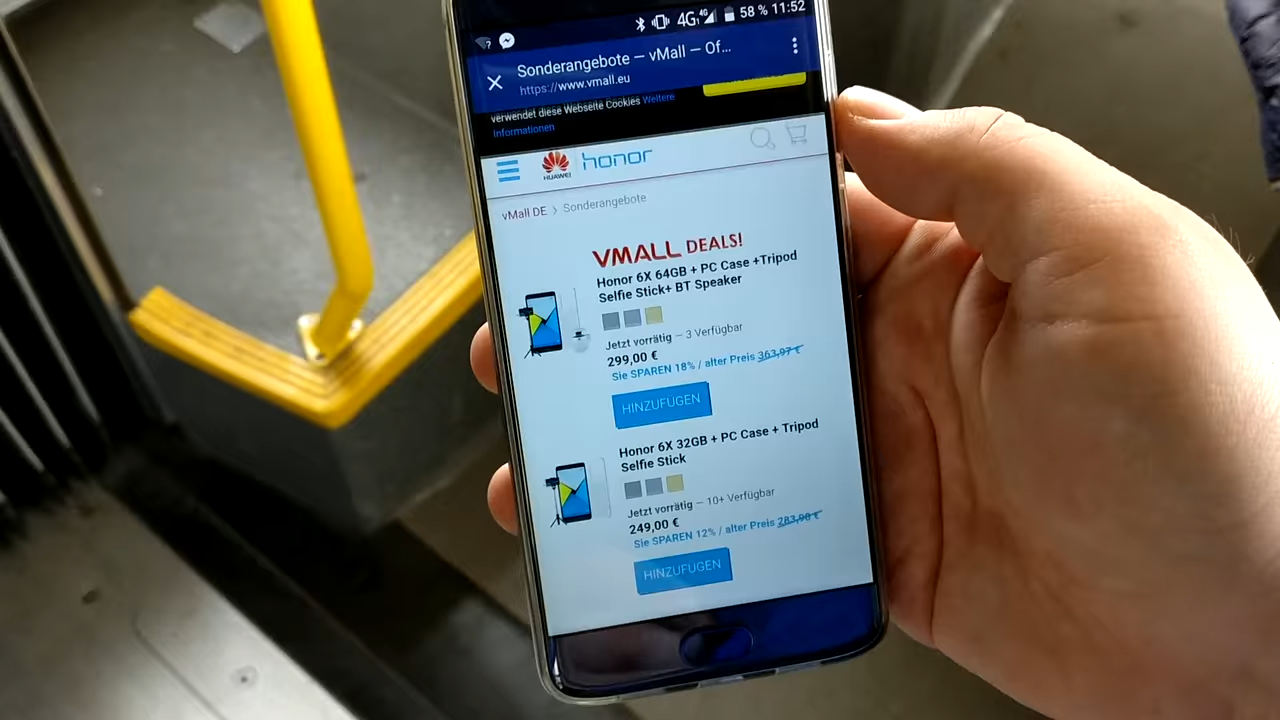 4G 4G 58 % 11:52
Sonderangebote — vMall — Of...
https://www.vmall.eu
verwendet diese Webseite Cookies Weitere
Informationen
HUAWEI honor
vMall DE > Sonderangebote
VMALL DEALS!
Honor 6X 64GB + PC Case +Tripod
Selfie Stick+ BT Speaker
Jetzt vorrätig — 3 Verfügbar
299,00 €
Sie SPAREN 18% / alter Preis 363,97 €
HINZUFÜGEN
Honor 6X 32GB + PC Case + Tripod
Selfie Stick
Jetzt vorrätig — 10+ Verfügbar
249,00 €
Sie SPAREN 12% / alter Preis 283,98 €
HINZUFÜGEN